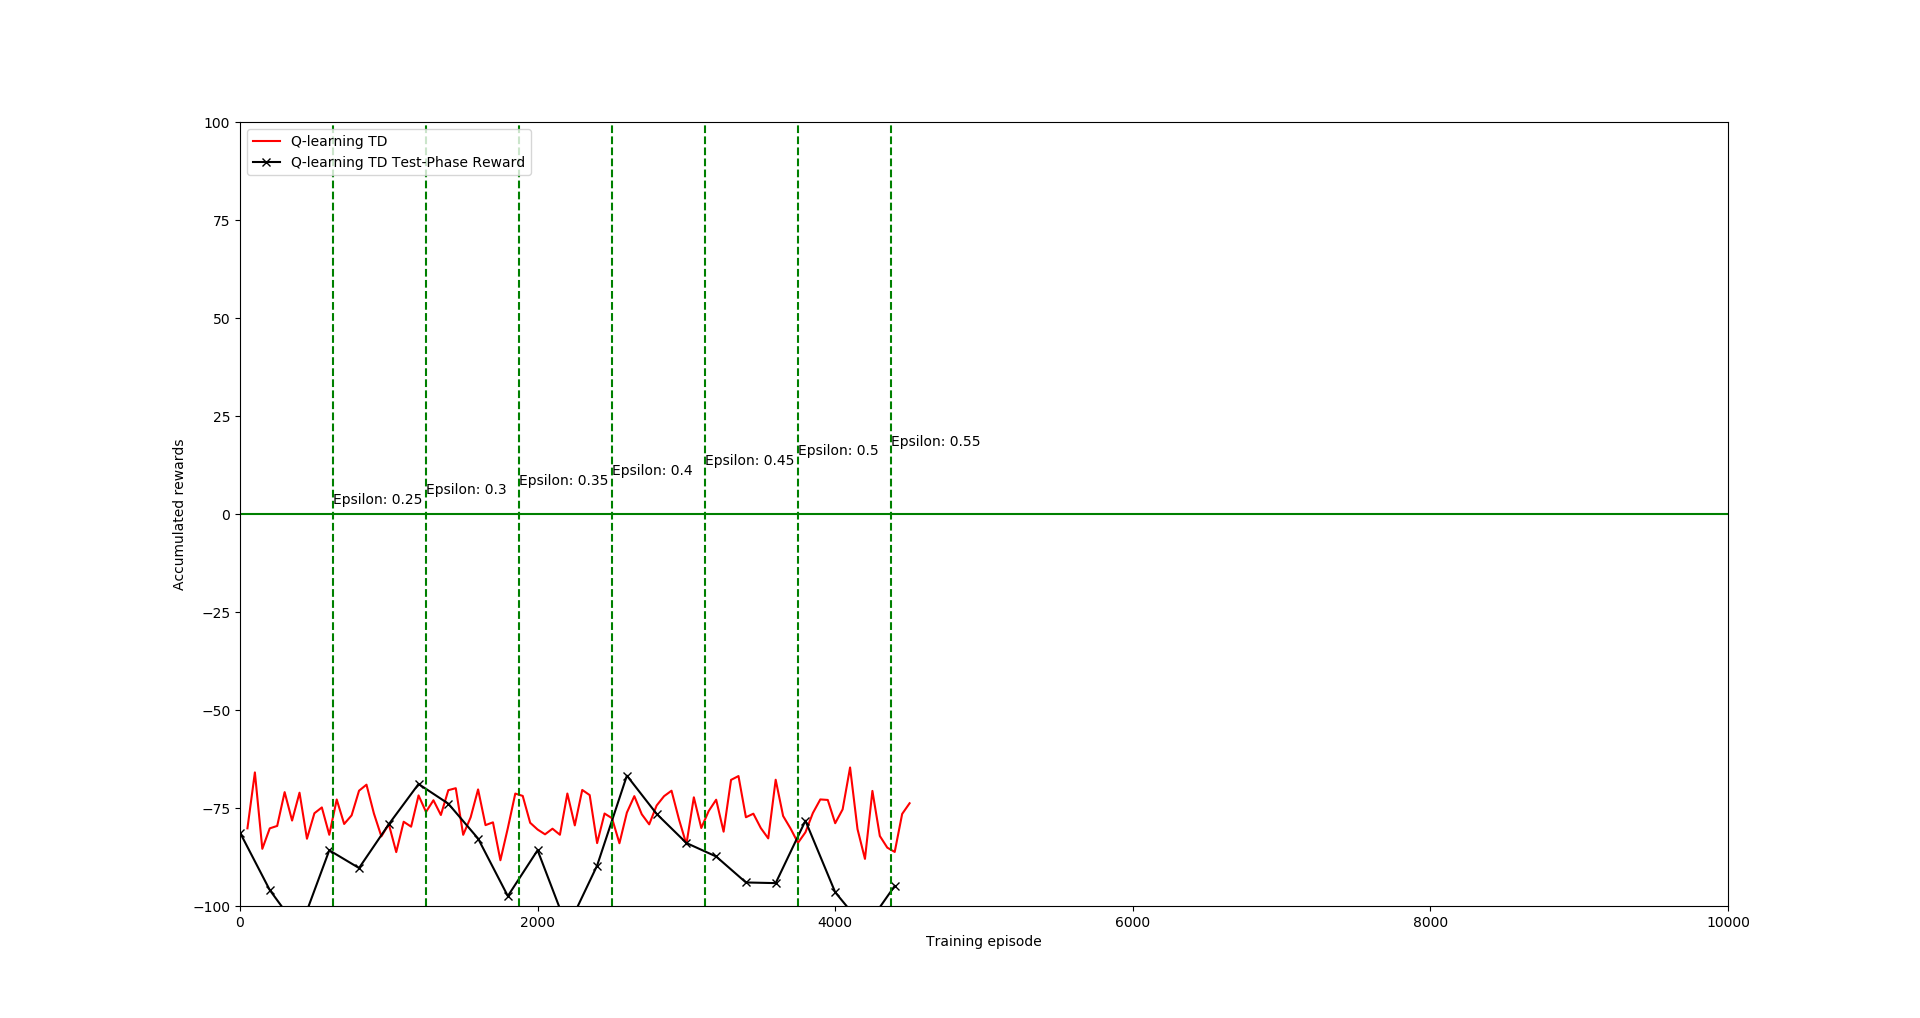 Q-learning TD
Q-learning TD Test-Phase Reward
100
75
50
25
0
−25
−50
−75
−100
Accumulated rewards
Epsilon: 0.25
Epsilon: 0.3
Epsilon: 0.35
Epsilon: 0.4
Epsilon: 0.45
Epsilon: 0.5
Epsilon: 0.55
0
2000
4000
6000
8000
10000
Training episode